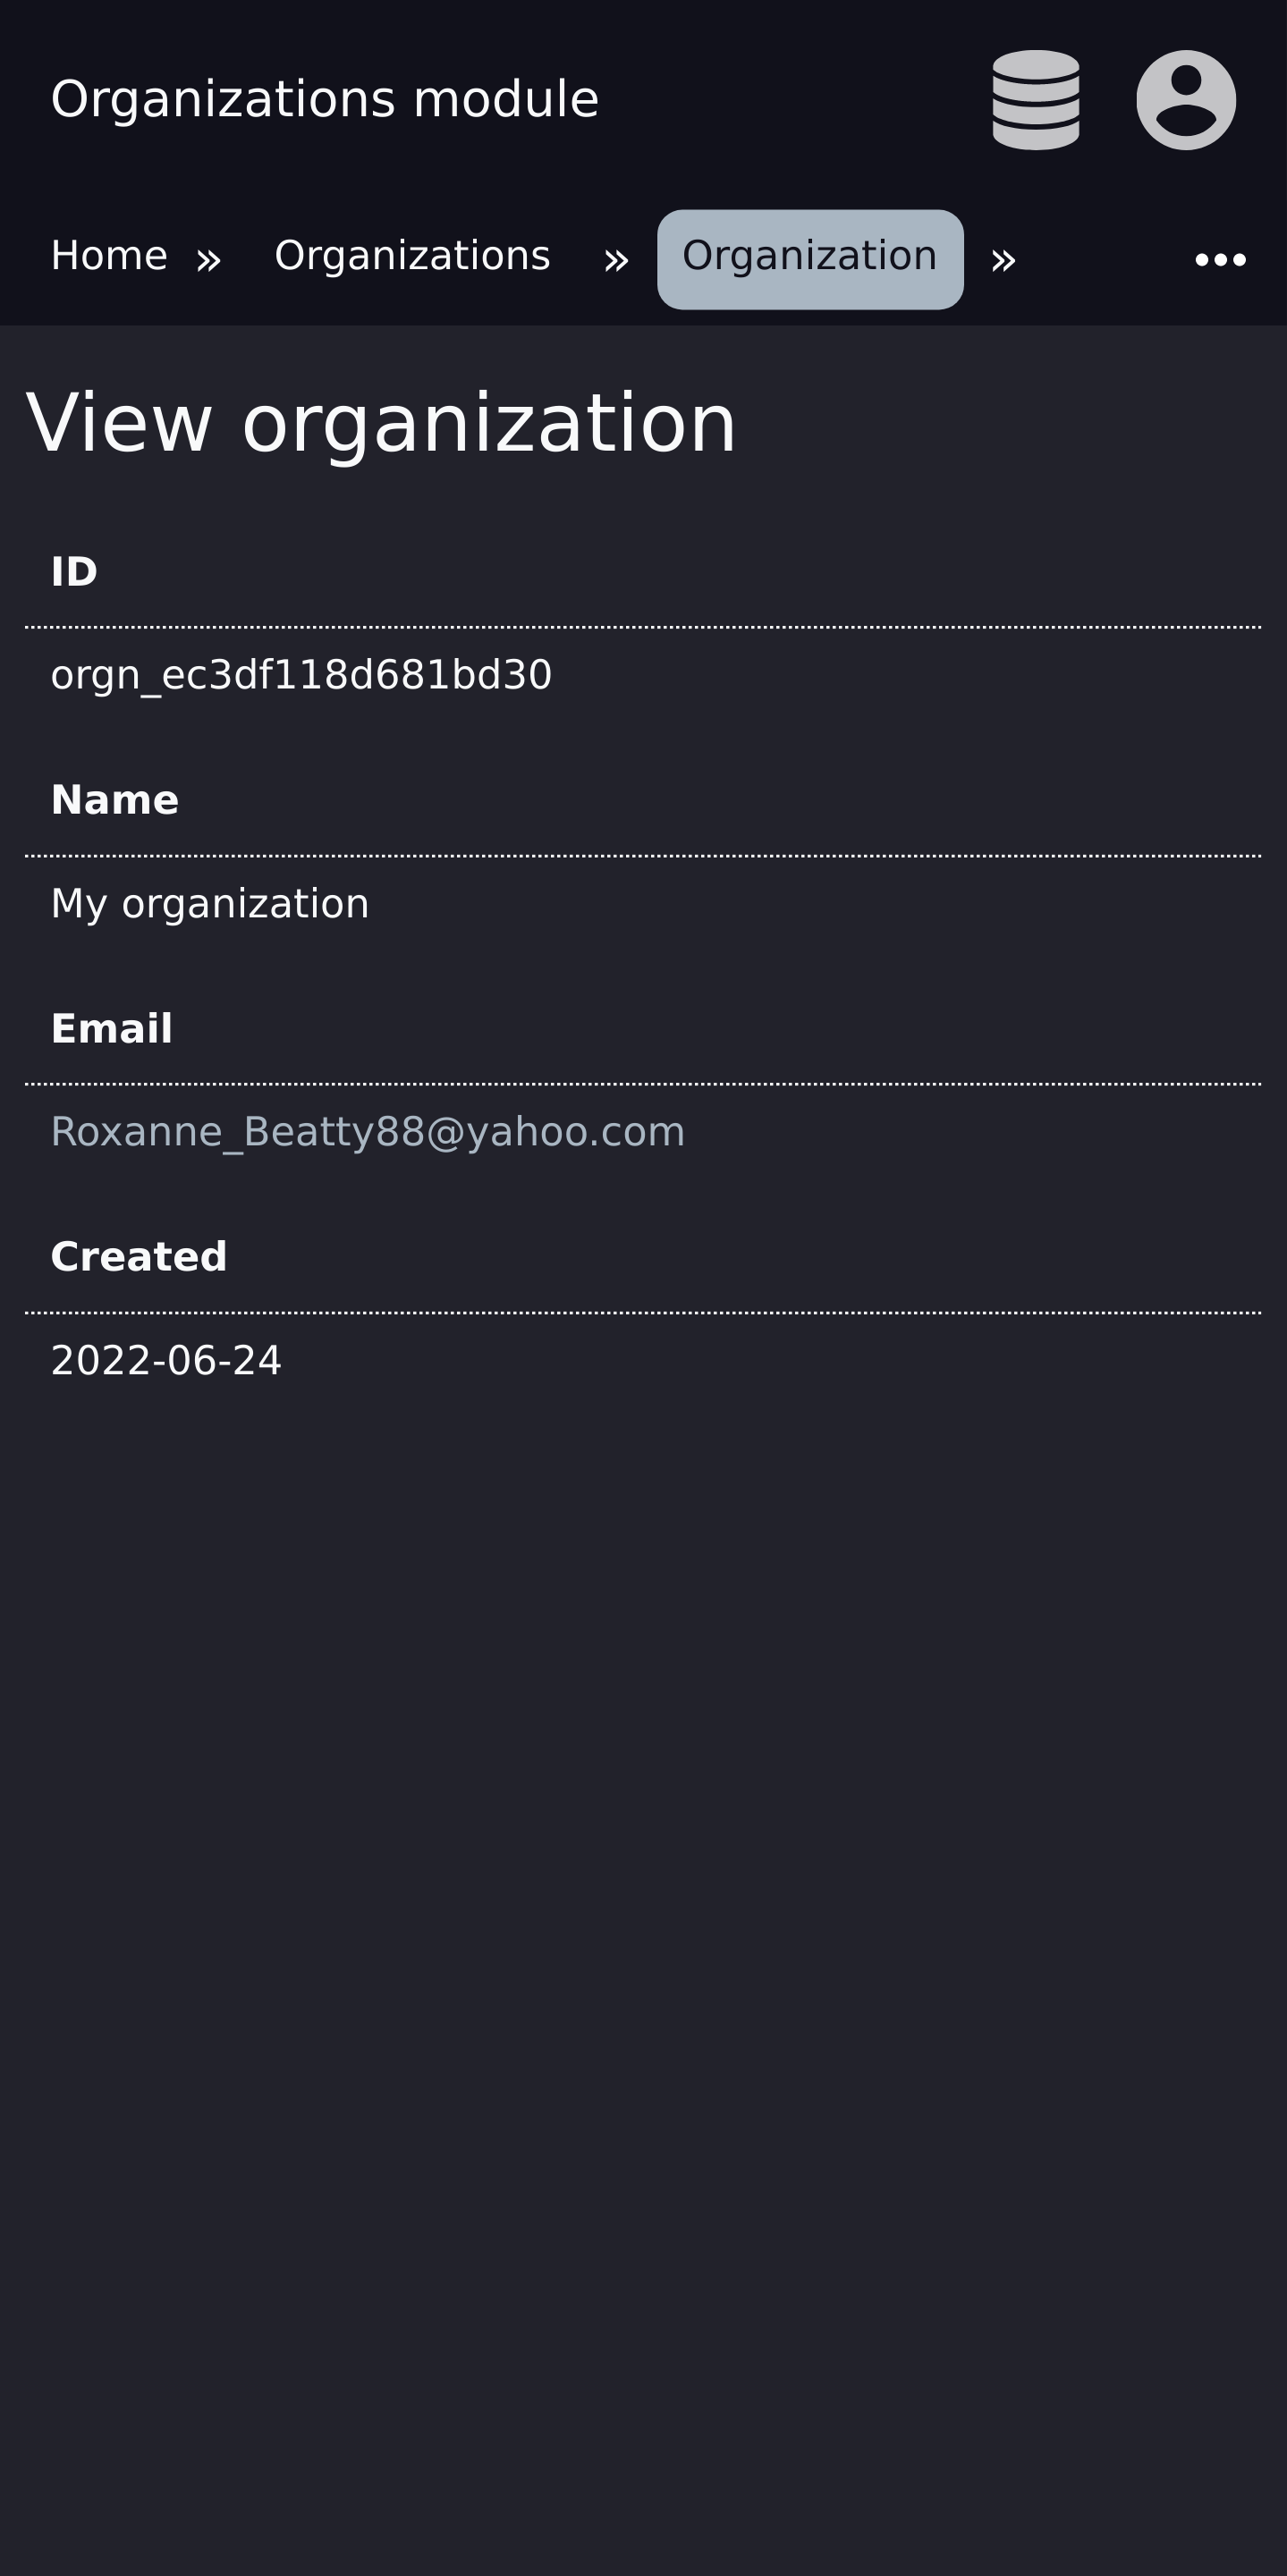 Organizations module
Home » Organizations » Organization » •••
View organization
ID
orgn_ec3df118d681bd30
Name
My organization
Email
Roxanne_Beatty88@yahoo.com
Created
2022-06-24